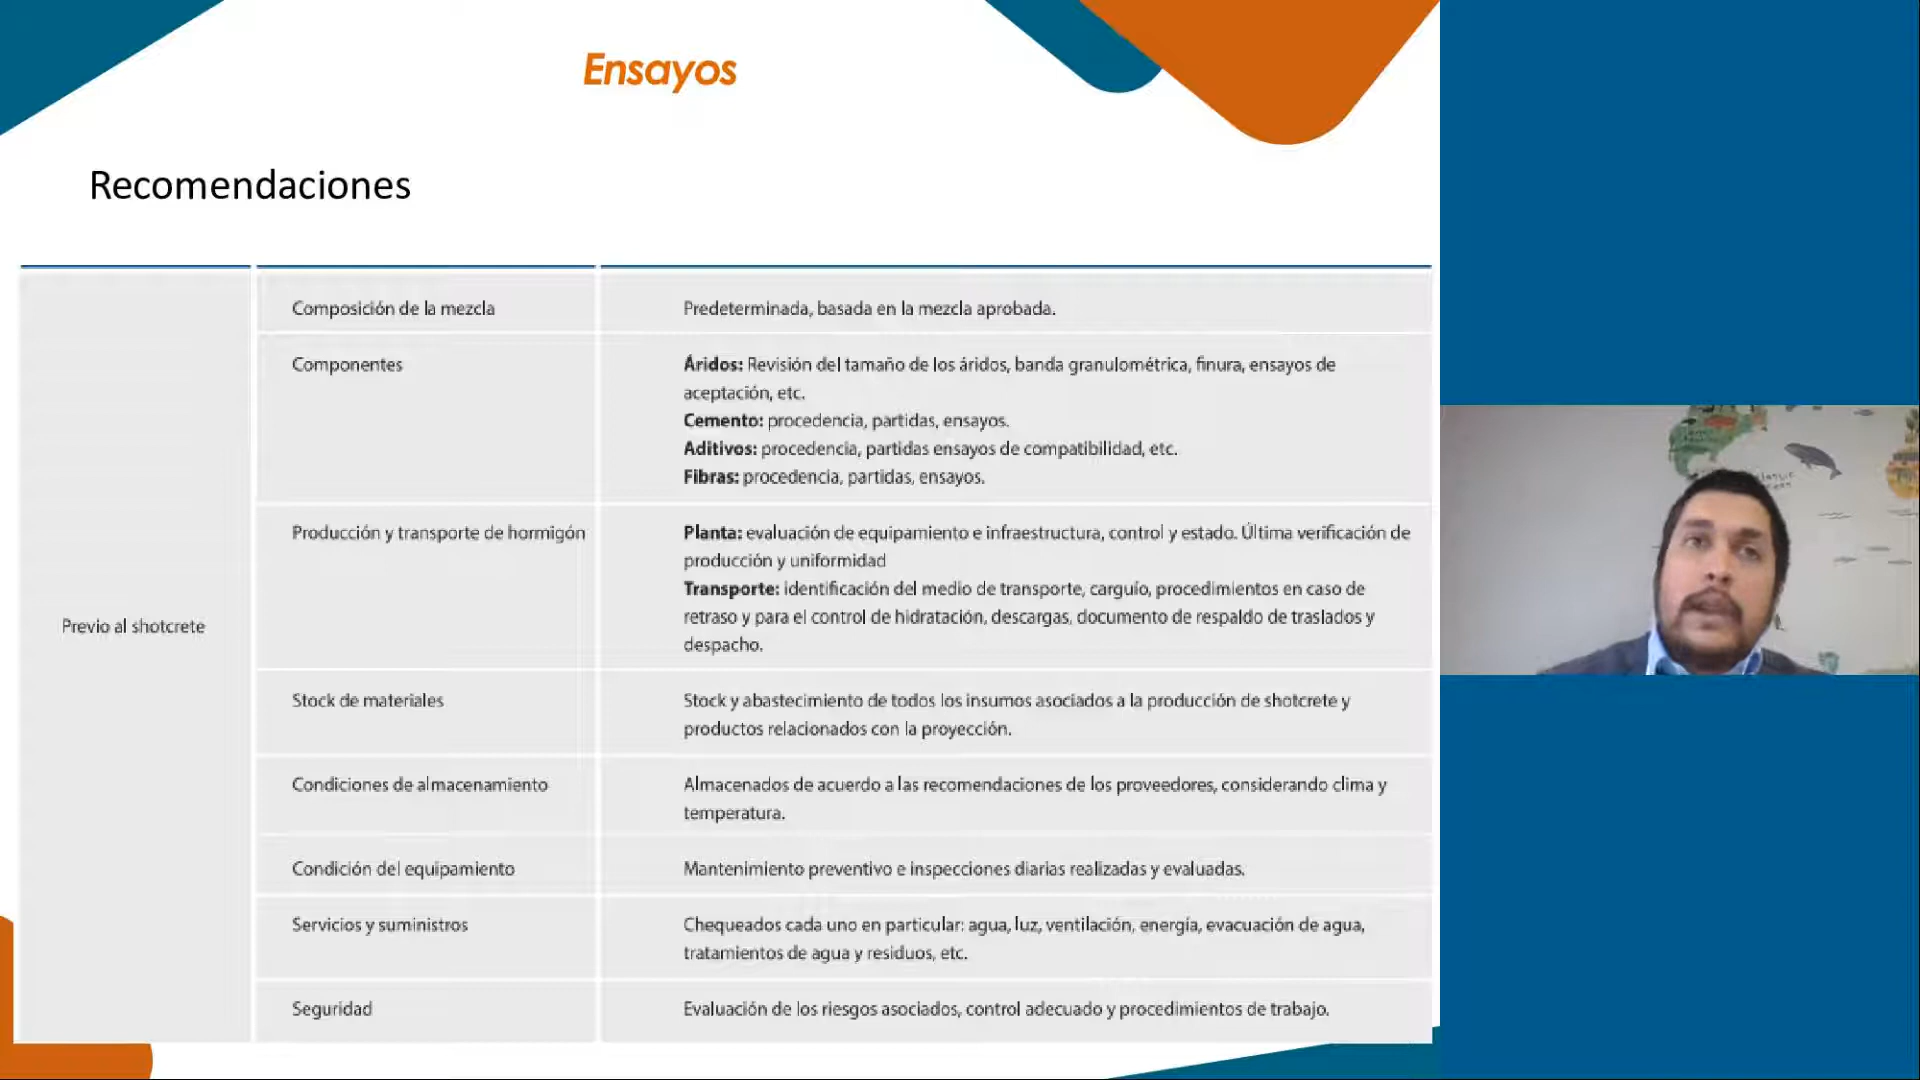 Ensayos
Recomendaciones
Previo al shotcrete
Composición de la mezcla
Predeterminada, basada en la mezcla aprobada.
Componentes
Áridos: Revisión del tamaño de los áridos, banda granulométrica, finura, ensayos de
aceptación, etc.
Cemento: procedencia, partidas, ensayos.
Aditivos: procedencia, partidas ensayos de compatibilidad, etc.
Fibras: procedencia, partidas, ensayos.
Producción y transporte de hormigón
Planta: evaluación de equipamiento e infraestructura, control y estado. Última verificación de
producción y uniformidad
Transporte: identificación del medio de transporte, carguío, procedimientos en caso de
retraso y para el control de hidratación, descargas, documento de respaldo de traslados y
despacho.
Stock de materiales
Stock y abastecimiento de todos los insumos asociados a la producción de shotcrete y
productos relacionados con la proyección.
Condiciones de almacenamiento
Almacenados de acuerdo a las recomendaciones de los proveedores, considerando clima y
temperatura.
Condición del equipamiento
Mantenimiento preventivo e inspecciones diarias realizadas y evaluadas.
Servicios y suministros
Chequeados cada uno en particular: agua, luz, ventilación, energía, evacuación de agua,
tratamientos de agua y residuos, etc.
Seguridad
Evaluación de los riesgos asociados, control adecuado y procedimientos de trabajo.